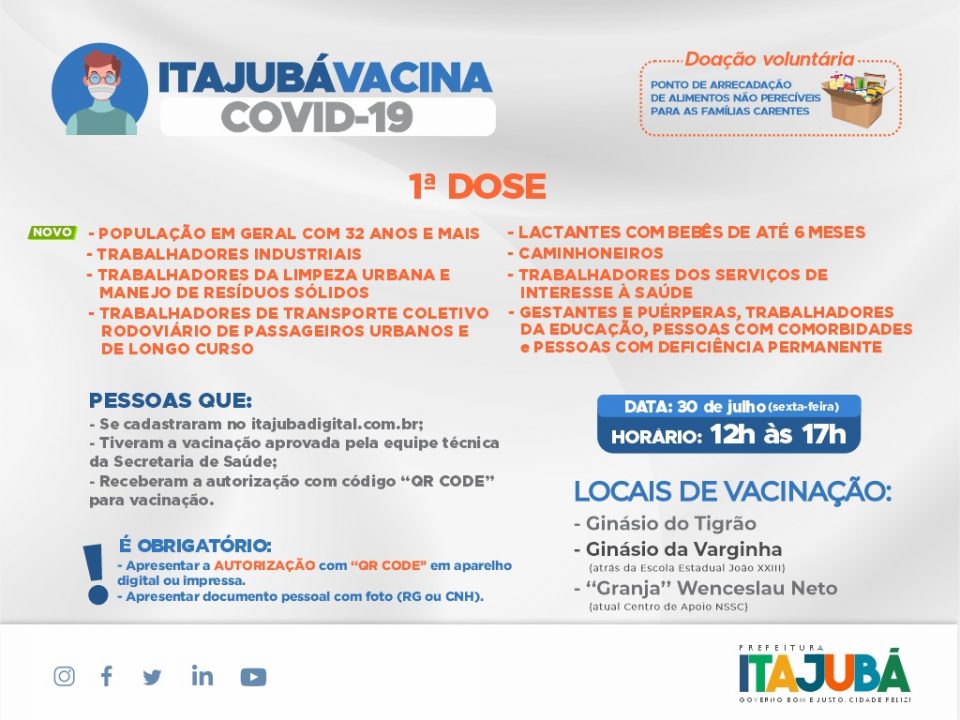 ITAJUBÁVACINA
COVID-19
Doação voluntária
PONTO DE ARRECADAÇÃO
DE ALIMENTOS NÃO PERECÍVEIS
PARA AS FAMÍLIAS CARENTES
1ª DOSE
NOVO
- POPULAÇÃO EM GERAL COM 32 ANOS E MAIS
- TRABALHADORES INDUSTRIAIS
- TRABALHADORES DA LIMPEZA URBANA E
MANEJO DE RESÍDUOS SÓLIDOS
- TRABALHADORES DE TRANSPORTE COLETIVO
RODOVIÁRIO DE PASSAGEIROS URBANOS E
DE LONGO CURSO
- LACTANTES COM BEBÊS DE ATÉ 6 MESES
- CAMINHONEIROS
- TRABALHADORES DOS SERVIÇOS DE
INTERESSE À SAÚDE
- GESTANTES E PUÉRPERAS, TRABALHADORES
DA EDUCAÇÃO, PESSOAS COM COMORBIDADES
e PESSOAS COM DEFICIÊNCIA PERMANENTE
PESSOAS QUE:
- Se cadastraram no itajubadigital.com.br;
- Tiveram a vacinação aprovada pela equipe técnica
da Secretaria de Saúde;
- Receberam a autorização com código “QR CODE”
para vacinação.
! É OBRIGATÓRIO:
- Apresentar a AUTORIZAÇÃO com “QR CODE” em aparelho
digital ou impressa.
- Apresentar documento pessoal com foto (RG ou CNH).
DATA: 30 de julho (sexta-feira)
HORÁRIO: 12h às 17h
LOCAIS DE VACINAÇÃO:
- Ginásio do Tigrão
- Ginásio da Varginha
(atrás da Escola Estadual João XXIII)
- “Granja” Wenceslau Neto
(atual Centro de Apoio NSSC)
PREFEITURA
ITAJUBÁ
GOVERNO BOM E JUSTO, CIDADE FELIZ!